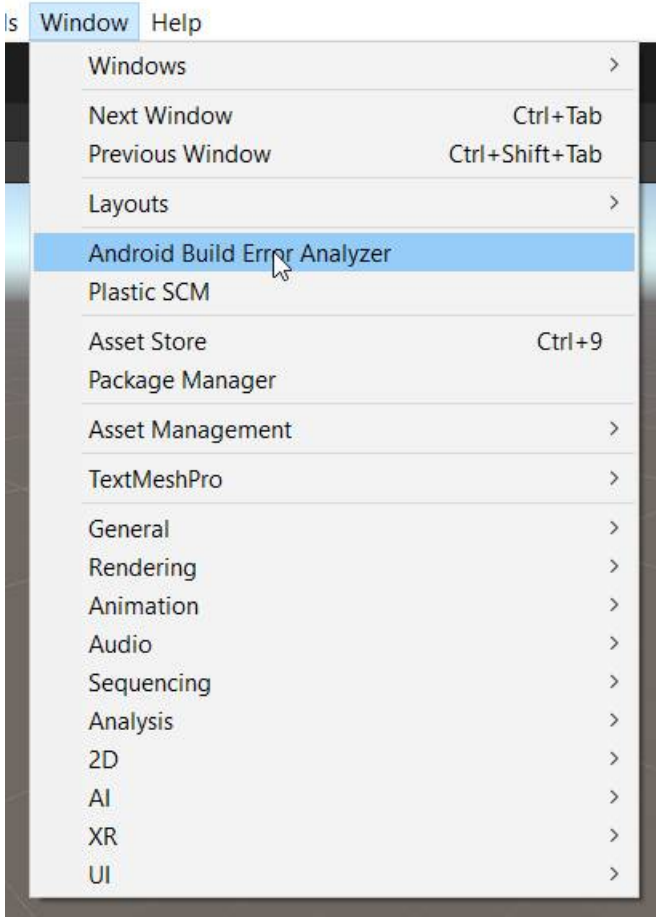 ls Window Help
Windows
Next Window Ctrl+Tab
Previous Window Ctrl+Shift+Tab
Layouts
Android Build Error Analyzer
Plastic SCM
Asset Store Ctrl+9
Package Manager
Asset Management
TextMeshPro
General
Rendering
Animation
Audio
Sequencing
Analysis
2D
AI
XR
UI